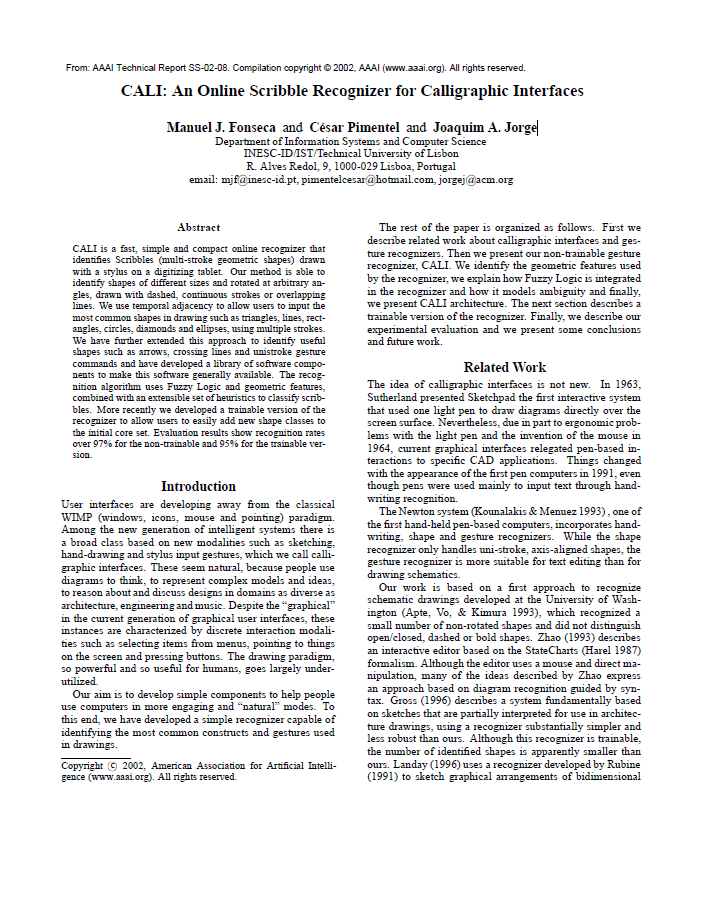 From: AAAI Technical Report SS-02-08. Compilation copyright © 2002, AAAI (www.aaai.org). All rights reserved.
CALI: An Online Scribble Recognizer for Calligraphic Interfaces
Manuel J. Fonseca and César Pimentel and Joaquim A. Jorge
Department of Information Systems and Computer Science
INESC-ID/IST/Technical University of Lisbon
R. Alves Redol, 9, 1000-029 Lisboa, Portugal
email: mjf@inesc-id.pt, pimentelcesar@hotmail.com, jorgej@acm.org
Abstract
CALI is a fast, simple and compact online recognizer that
identifies Scribbles (multi-stroke geometric shapes) drawn
with a stylus on a digitizing tablet. Our method is able to
identify shapes of different sizes and rotated at arbitrary an-
gles, drawn with dashed, continuous strokes or overlapping
lines. We use temporal adjacency to allow users to input the
most common shapes in drawing such as triangles, lines, rect-
angles, circles, diamonds and ellipses, using multiple strokes.
We have further extended this approach to identify useful
shapes such as arrows, crossing lines and unistroke gesture
commands and have developed a library of software compo-
nents to make this software generally available. The recog-
nition algorithm uses Fuzzy Logic and geometric features,
combined with an extensible set of heuristics to classify scrib-
bles. More recently we developed a trainable version of the
recognizer to allow users to easily add new shape classes to
the initial core set. Evaluation results show recognition rates
over 97% for the non-trainable and 95% for the trainable ver-
sion.
Introduction
User interfaces are developing away from the classical
WIMP (windows, icons, mouse and pointing) paradigm.
Among the new generation of intelligent systems there is
a broad class based on new modalities such as sketching,
hand-drawing and stylus input gestures, which we call calli-
graphic interfaces. These seem natural, because people use
diagrams to think, to represent complex models and ideas,
to reason about and discuss designs in domains as diverse as
architecture, engineering and music. Despite the “graphical”
in the current generation of graphical user interfaces, these
instances are characterized by discrete interaction modali-
ties such as selecting items from menus, pointing to things
on the screen and pressing buttons. The drawing paradigm,
so powerful and so useful for humans, goes largely under-
utilized.
Our aim is to develop simple components to help people
use computers in more engaging and “natural” modes. To
this end, we have developed a simple recognizer capable of
identifying the most common constructs and gestures used
in drawings.
Copyright © 2002, American Association for Artificial Intelli-
gence (www.aaai.org). All rights reserved.
The rest of the paper is organized as follows. First we
describe related work about calligraphic interfaces and ges-
ture recognizers. Then we present our non-trainable gesture
recognizer, CALI. We identify the geometric features used
by the recognizer, we explain how Fuzzy Logic is integrated
in the recognizer and how it models ambiguity and finally,
we present CALI architecture. The next section describes a
trainable version of the recognizer. Finally, we describe our
experimental evaluation and we present some conclusions
and future work.
Related Work
The idea of calligraphic interfaces is not new. In 1963,
Sutherland presented Sketchpad the first interactive system
that used one light pen to draw diagrams directly over the
screen surface. Nevertheless, due in part to ergonomic prob-
lems with the light pen and the invention of the mouse in
1964, current graphical interfaces relegated pen-based in-
teractions to specific CAD applications. Things changed
with the appearance of the first pen computers in 1991, even
though pens were used mainly to input text through hand-
writing recognition.
The Newton system (Kounalakis & Menuez 1993), one of
the first hand-held pen-based computers, incorporates hand-
writing, shape and gesture recognizers. While the shape
recognizer only handles uni-stroke, axis-aligned shapes, the
gesture recognizer is more suitable for text editing than for
drawing schematics.
Our work is based on a first approach to recognize
schematic drawings developed at the University of Wash-
ington (Apte, Vo, & Kimura 1993), which recognized a
small number of non-rotated shapes and did not distinguish
open/closed, dashed or bold shapes. Zhao (1993) describes
an interactive editor based on the StateCharts (Harel 1987)
formalism. Although the editor uses a mouse and direct ma-
nipulation, many of the ideas described by Zhao express
an approach based on diagram recognition guided by syn-
tax. Gross (1996) describes a system fundamentally based
on sketches that are partially interpreted for use in architec-
ture drawings, using a recognizer substantially simpler and
less robust than ours. Although this recognizer is trainable,
the number of identified shapes is apparently smaller than
ours. Landay (1996) uses a recognizer developed by Rubine
(1991) to sketch graphical arrangements of bidimensional